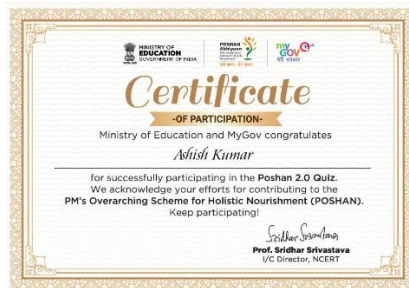 MINISTRY OF
EDUCATION
GOVERNMENT OF INDIA
POSHAN
Abhiyaan
my
GOV
मेरी सरकार
Certificate
-OF PARTICIPATION-
Ministry of Education and MyGov congratulates
Ashish Kumar
for successfully participating in the Poshan 2.0 Quiz.
We acknowledge your efforts for contributing to the
PM's Overarching Scheme for Holistic Nourishment (POSHAN).
Keep participating!
Prof. Sridhar Srivastava
I/C Director, NCERT